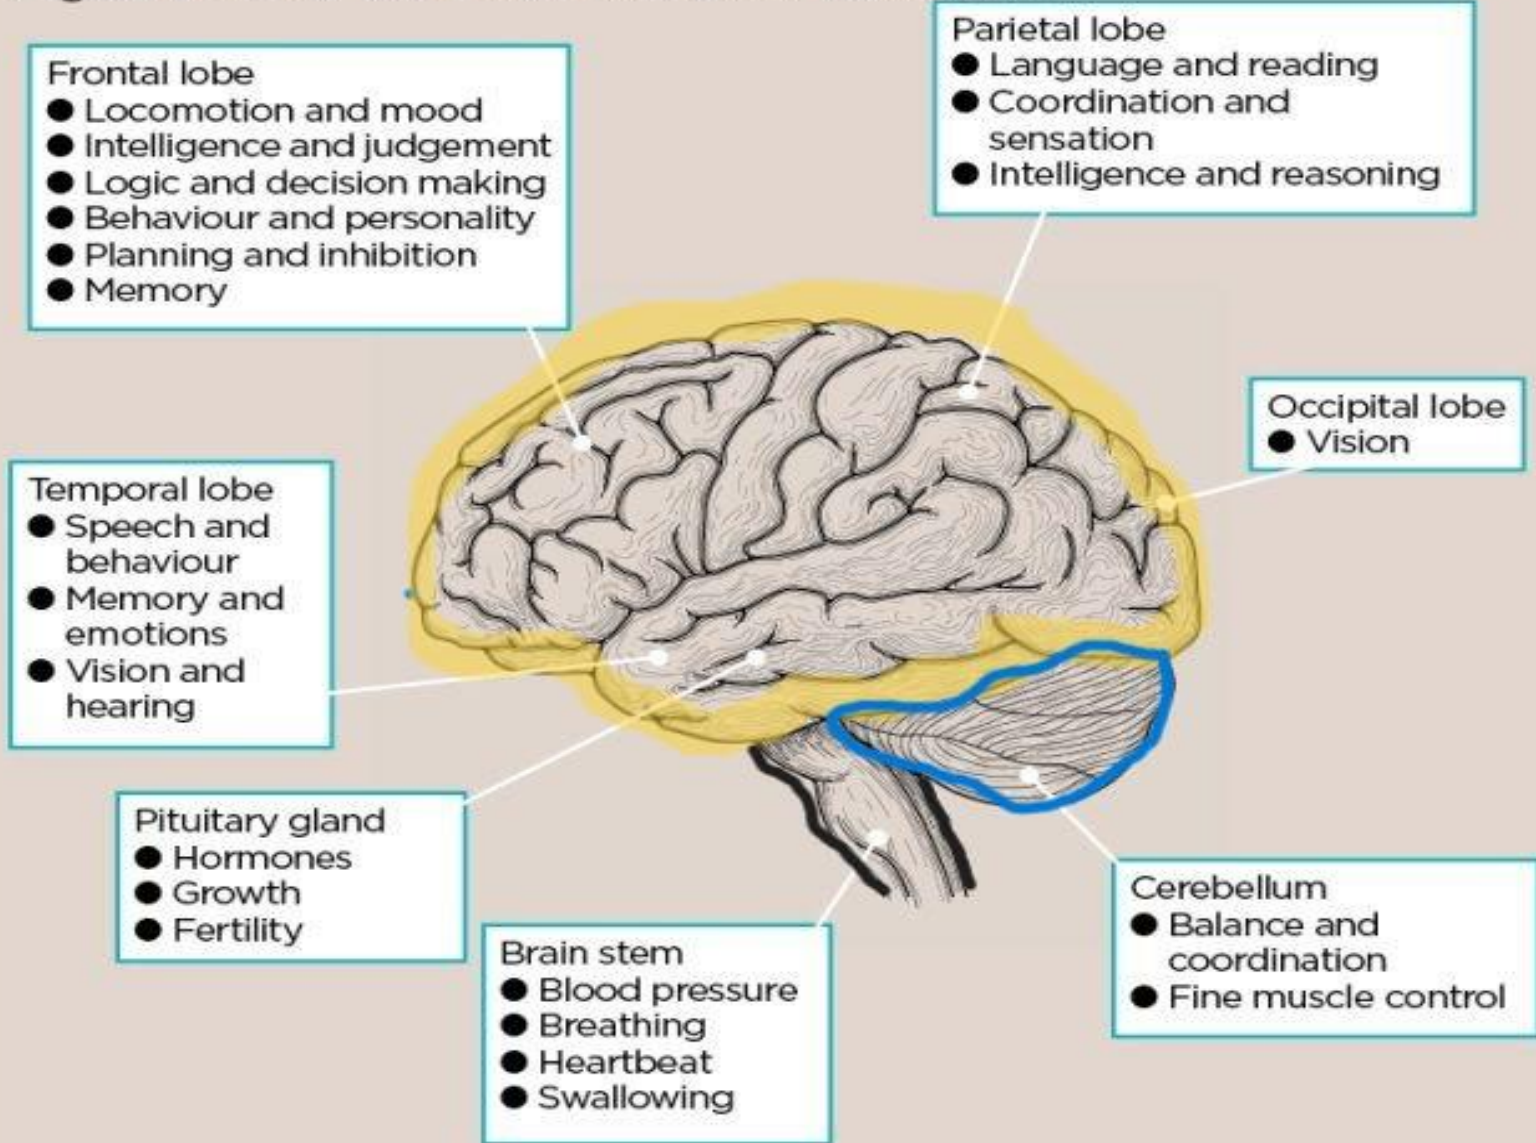 Frontal lobe
● Locomotion and mood
● Intelligence and judgement
● Logic and decision making
● Behaviour and personality
● Planning and inhibition
● Memory
Parietal lobe
● Language and reading
● Coordination and
sensation
● Intelligence and reasoning
Occipital lobe
● Vision
Temporal lobe
● Speech and
behaviour
● Memory and
emotions
● Vision and
hearing
Pituitary gland
● Hormones
● Growth
● Fertility
Brain stem
● Blood pressure
● Breathing
● Heartbeat
● Swallowing
Cerebellum
● Balance and
coordination
● Fine muscle control